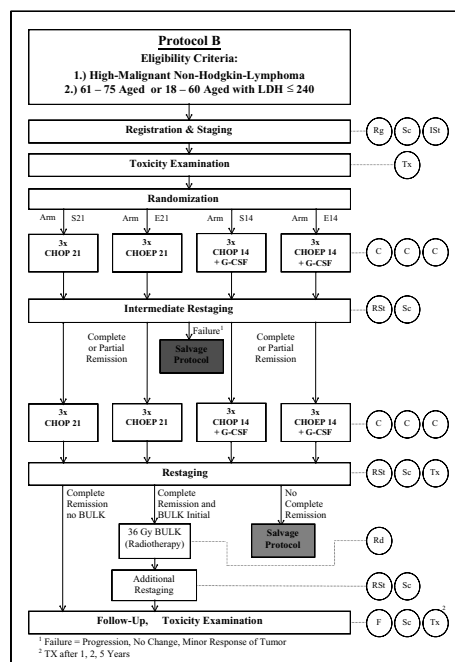 Protocol B
Eligibility Criteria:
1.) High-Malignant Non-Hodgkin-Lymphoma
2.) 61 – 75 Aged or 18 – 60 Aged with LDH ≤ 240
Registration & Staging
Rg Sc ISt
Toxicity Examination
Tx
Randomization
Arm S21 Arm E21 Arm S14 Arm E14
3x 3x 3x 3x
CHOP 21 CHOEP 21 CHOP 14 CHOEP 14
+ G-CSF + G-CSF
C C C
Intermediate Restaging
RSt Sc
Complete
or Partial
Remission
Failure¹
Salvage
Protocol
Complete
or Partial
Remission
3x 3x 3x 3x
CHOP 21 CHOEP 21 CHOP 14 CHOEP 14
+ G-CSF + G-CSF
C C C
Restaging
RSt Sc Tx
Complete
Remission
no BULK
Complete
Remission and
BULK Initial
No
Complete
Remission
36 Gy BULK
(Radiotherapy)
Salvage
Protocol
Rd
Additional
Restaging
RSt Sc
Follow-Up, Toxicity Examination
F Sc Tx²
¹ Failure = Progression, No Change, Minor Response of Tumor
² TX after 1, 2, 5 Years